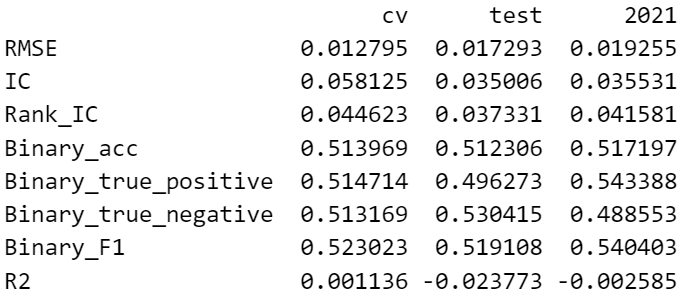 cv test 2021
RMSE 0.012795 0.017293 0.019255
IC 0.058125 0.035006 0.035531
Rank_IC 0.044623 0.037331 0.041581
Binary_acc 0.513969 0.512306 0.517197
Binary_true_positive 0.514714 0.496273 0.543388
Binary_true_negative 0.513169 0.530415 0.488553
Binary_F1 0.523023 0.519108 0.540403
R2 0.001136 -0.023773 -0.002585